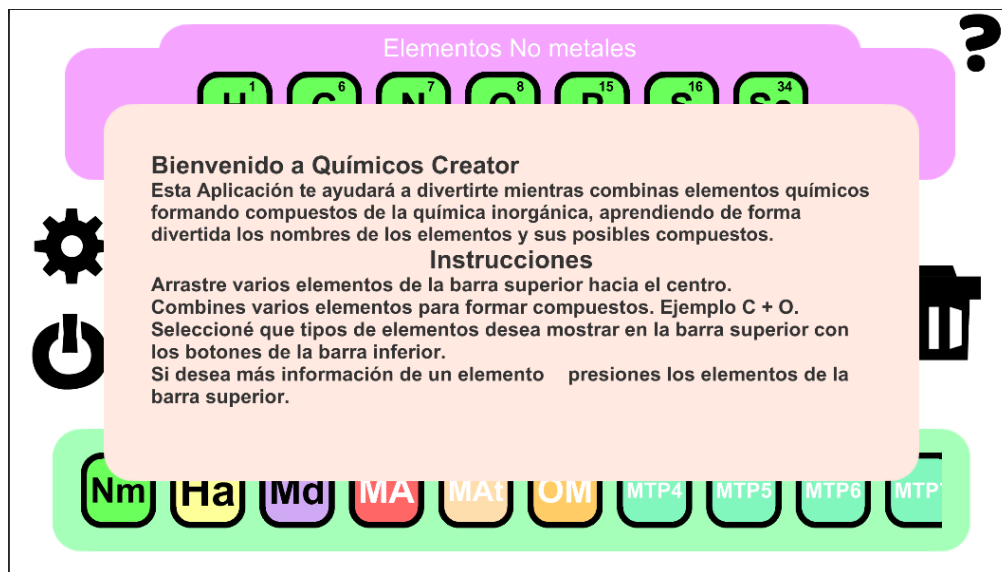 Elementos No metales
?
H 1 C 6 N 7 O 8 P 15 S 16 Se 34
Bienvenido a Químicos Creator
Esta Aplicación te ayudará a divertirte mientras combinas elementos químicos
formando compuestos de la química inorgánica, aprendiendo de forma
divertida los nombres de los elementos y sus posibles compuestos.
Instrucciones
Arrastre varios elementos de la barra superior hacia el centro.
Combines varios elementos para formar compuestos. Ejemplo C + O.
Seleccioné que tipos de elementos desea mostrar en la barra superior con
los botones de la barra inferior.
Si desea más información de un elemento presiones los elementos de la
barra superior.
Nm Ha Md MA MAt OM MTP4 MTP5 MTP6